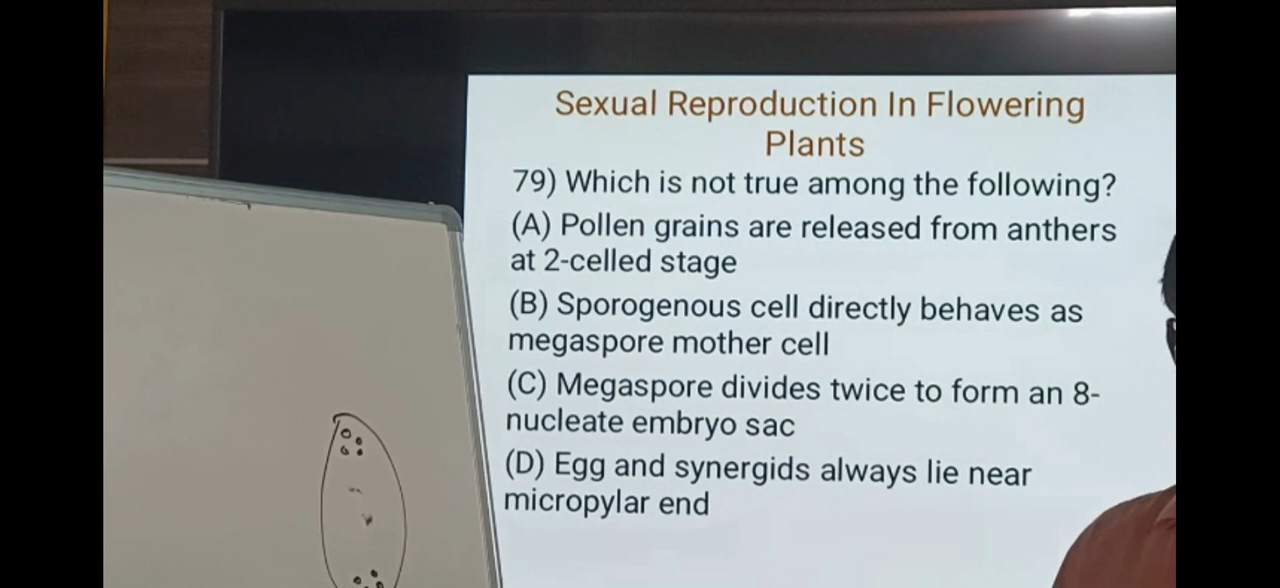 Sexual Reproduction In Flowering
Plants
79) Which is not true among the following?
(A) Pollen grains are released from anthers
at 2-celled stage
(B) Sporogenous cell directly behaves as
megaspore mother cell
(C) Megaspore divides twice to form an 8-
nucleate embryo sac
(D) Egg and synergids always lie near
micropylar end